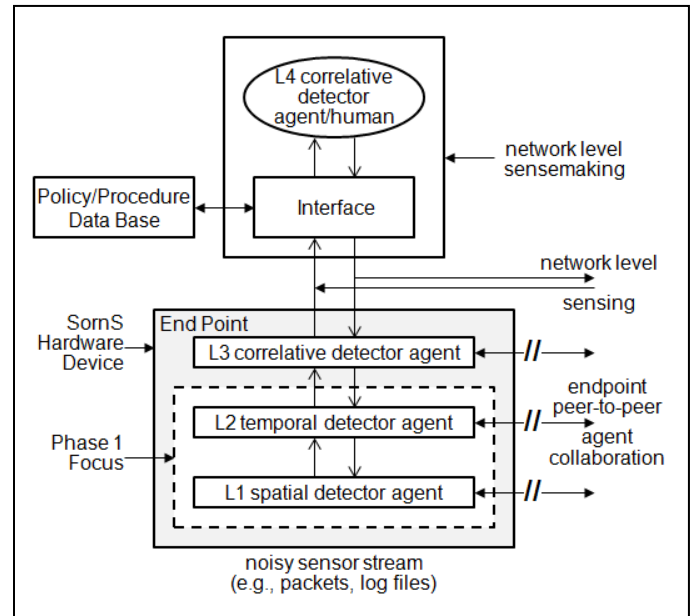 L4 correlative
detector
agent/human
network level
sensemaking
Policy/Procedure
Data Base
Interface
network level
sensing
SornS
Hardware
Device
End Point
L3 correlative detector agent
//
endpoint
peer-to-peer
L2 temporal detector agent
//
agent
collaboration
Phase 1
Focus
L1 spatial detector agent
//
noisy sensor stream
(e.g., packets, log files)